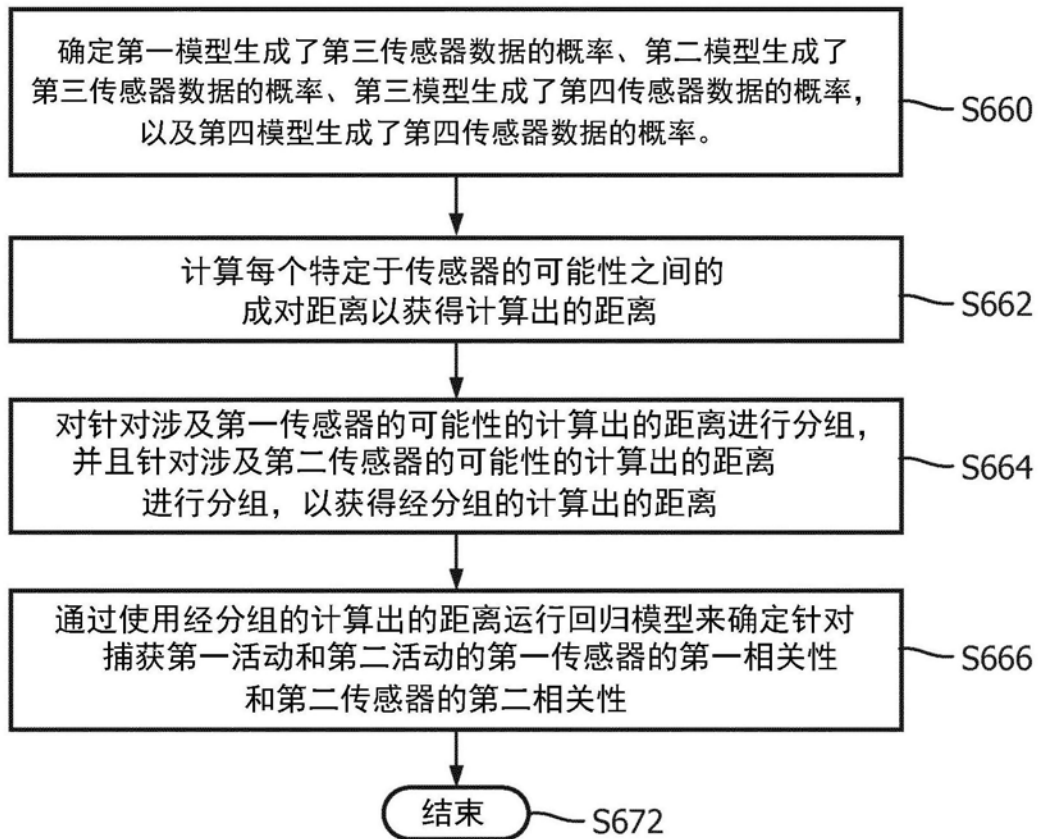 确定第一模型生成了第三传感器数据的概率、第二模型生成了
第三传感器数据的概率、第三模型生成了第四传感器数据的概率，
以及第四模型生成了第四传感器数据的概率。
S660
计算每个特定于传感器的可能性之间的
成对距离以获得计算出的距离
S662
对针对涉及第一传感器的可能性的计算出的距离进行分组，
并且针对涉及第二传感器的可能性的计算出的距离
进行分组，以获得经分组的计算出的距离
S664
通过使用经分组的计算出的距离运行回归模型来确定针对
捕获第一活动和第二活动的第一传感器的第一相关性
和第二传感器的第二相关性
S666
结束
S672